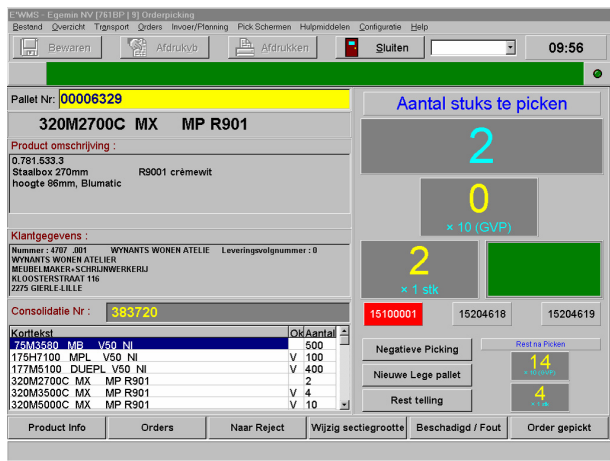 E'WMS - Egemin NV [761BP | 9] Orderpicking
Bestand Overzicht Transport Orders Invoer/Planning Pick Schermen Hulpmiddelen Configuratie Help
Bewaren Afdrukvb Afdrukken Sluiten 09:56
Pallet Nr: 00006329
320M2700C MX MP R901
Product omschrijving :
0.781.533.3
Staalbox 270mm R9001 crèmewit
hoogte 86mm, Blumatic
Klantgegevens :
Nummer : 4707 .001 WYNANTS WONEN ATELIE Leveringsvolgnummer : 0
WYNANTS WONEN ATELIER
MEUBELMAKER+SCHRIJNWERKERIJ
KLOOSTERSTRAAT 116
2275 GIERLE-LILLE
Consolidatie Nr : 383720
Korttekst Ok Aantal
75M3580 MB V50 NI 500
175H7100 MPL V50 NI V 100
177M5100 DUEPL V50 NI V 400
320M2700C MX MP R901 2
320M3500C MX MP R901 V 4
320M5000C MX MP R901 V 10
Aantal stuks te picken
2
0
× 10 (GVP)
2
× 1 stk
15100001 15204618 15204619
Negatieve Picking
Nieuwe Lege pallet
Rest telling
Rest na Picken
14
× 10 (GVP)
4
× 1 stk
Product Info Orders Naar Reject Wijzig sectiegrootte Beschadigd / Fout Order gepickt